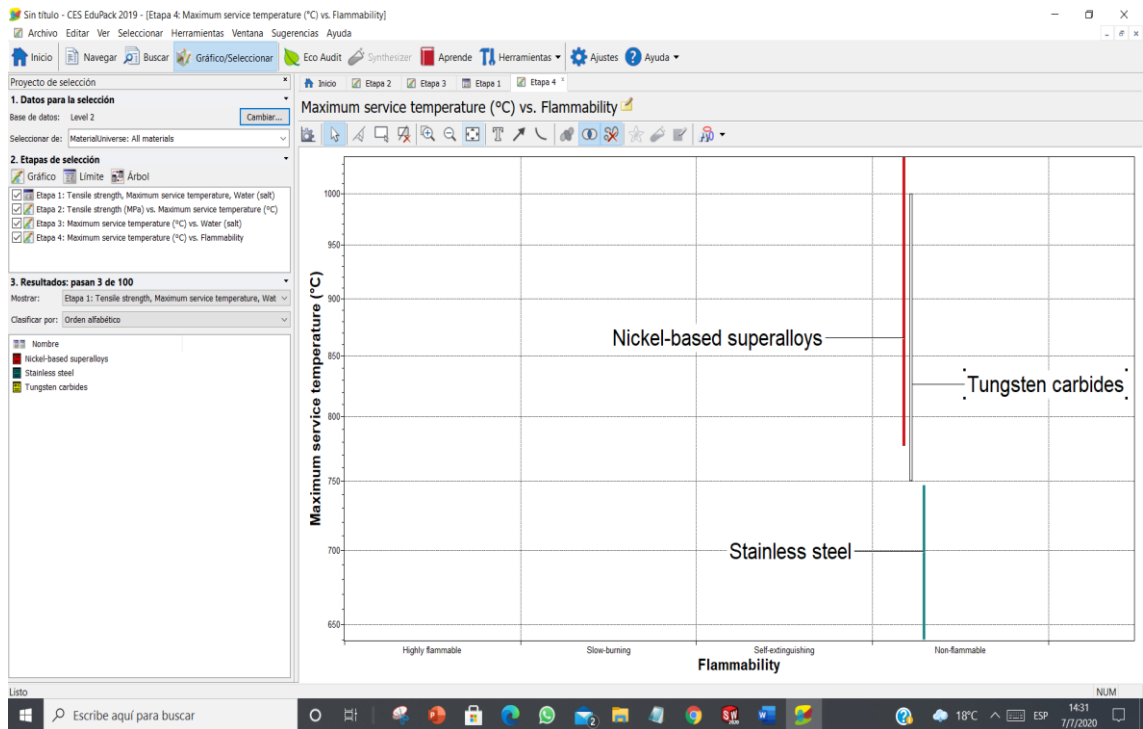 Sin título - CES EduPack 2019 - [Etapa 4: Maximum service temperature (°C) vs. Flammability]
Archivo Editar Ver Seleccionar Herramientas Ventana Sugerencias Ayuda
Inicio Navegar Buscar Gráfico/Seleccionar Eco Audit Synthesizer Aprende Herramientas Ajustes Ayuda
Proyecto de selección
Inicio Etapa 2 Etapa 3 Etapa 1 Etapa 4
1. Datos para la selección
Base de datos: Level 2 Cambiar...
Seleccionar de: MaterialUniverse: All materials
2. Etapas de selección
Gráfico Límite Árbol
Etapa 1: Tensile strength, Maximum service temperature, Water (salt)
Etapa 2: Tensile strength (MPa) vs. Maximum service temperature (°C)
Etapa 3: Maximum service temperature (°C) vs. Water (salt)
Etapa 4: Maximum service temperature (°C) vs. Flammability
3. Resultados: pasan 3 de 100
Mostrar: Etapa 1: Tensile strength, Maximum service temperature, Wat
Clasificar por: Orden alfabético
Nombre
Nickel-based superalloys
Stainless steel
Tungsten carbides
Maximum service temperature (°C) vs. Flammability
Maximum service temperature (°C)
1000
950
900
850
800
750
700
650
Nickel-based superalloys
Tungsten carbides
Stainless steel
Highly flammable Slow-burning Self-extinguishing Non-flammable
Flammability
Listo NUM
Escribe aquí para buscar
2
18°C ESP
14:31
7/7/2020